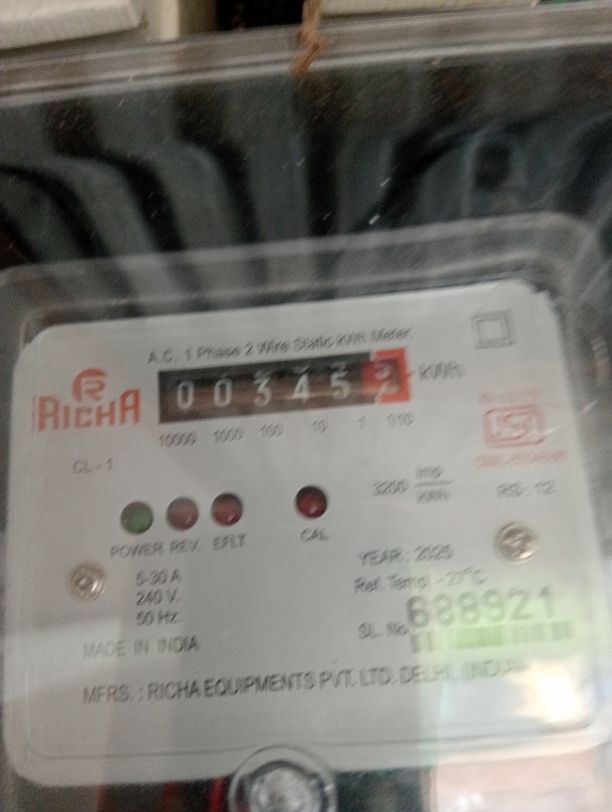 A.C. 1 Phase 2 Wire Static kWh Meter
RICHA
0 0 3 4 5 kWh
10000 1000 100 10 1 1/10
CL - 1
3200 Imp/kWh
RS: 12
POWER REV. EFLT CAL
YEAR : 2025
5-30 A
Ref. Temp - 27°C
240 V.
50 Hz.
SL. No. 688921
MADE IN INDIA
MFRS. : RICHA EQUIPMENTS PVT. LTD. DELHI, (INDIA)